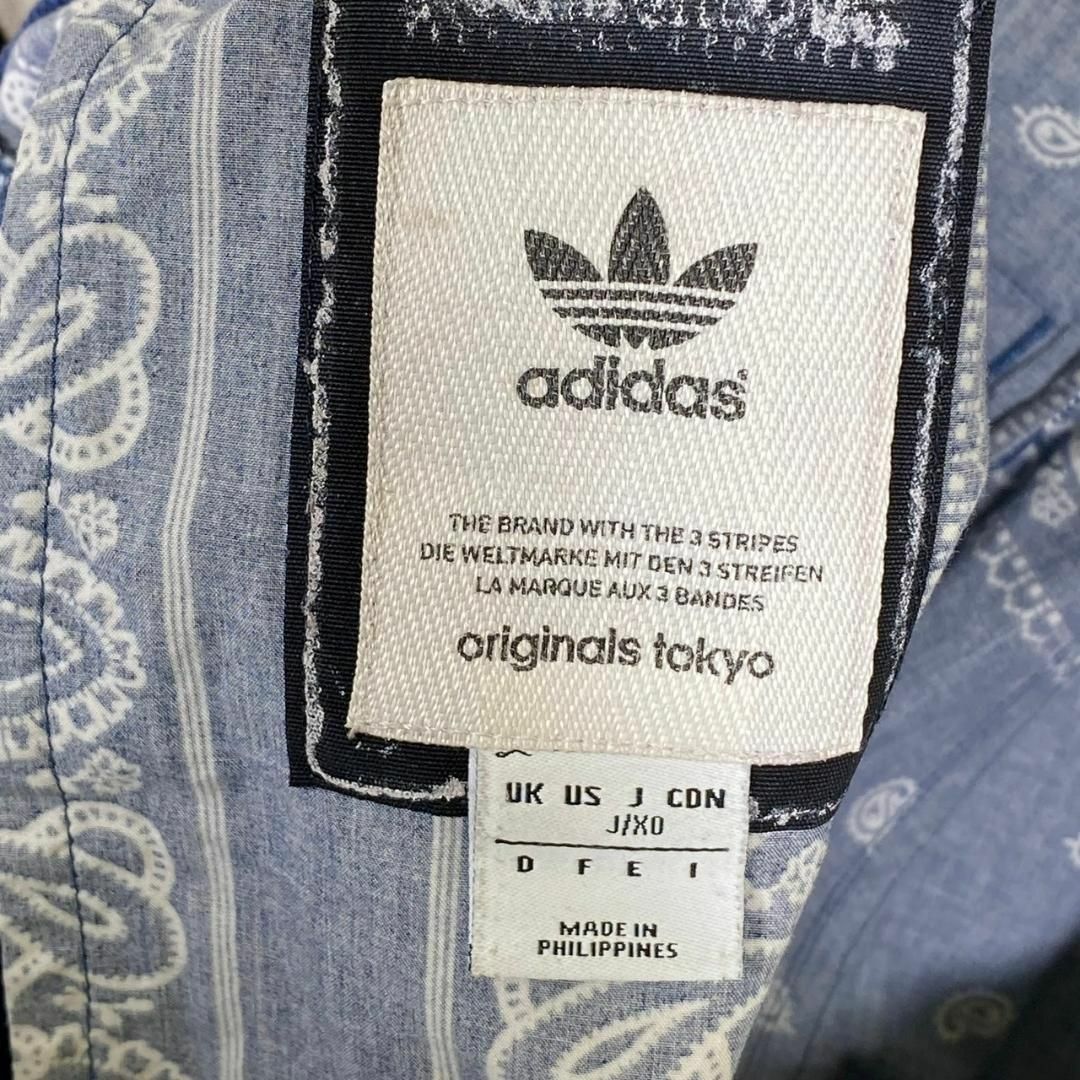 adidas
THE BRAND WITH THE 3 STRIPES
DIE WELTMARKE MIT DEN 3 STREIFEN
LA MARQUE AUX 3 BANDES
originals tokyo
UK US J CDN
J/XO
D F E I
MADE IN
PHILIPPINES